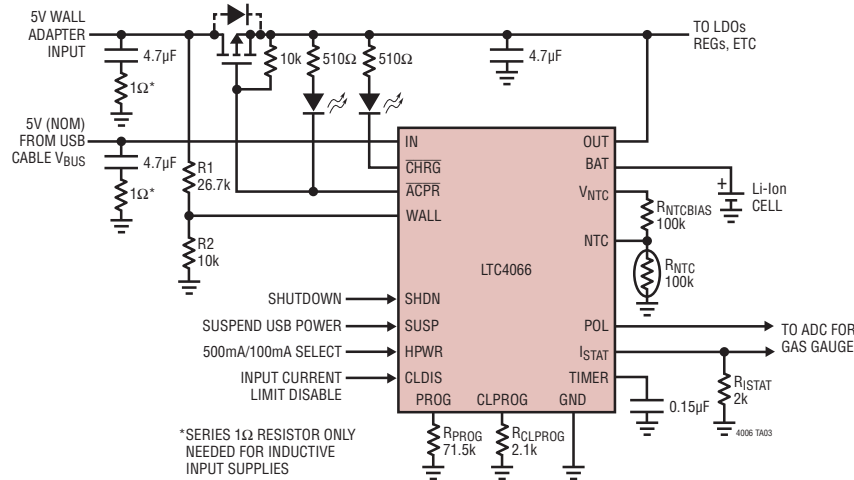 5V WALL
ADAPTER
INPUT
4.7µF
1Ω*
10k
510Ω
510Ω
4.7µF
TO LDOs
REGs, ETC
5V (NOM)
FROM USB
CABLE VBUS
4.7µF
1Ω*
R1
26.7k
R2
10k
IN
CHRG
ACPR
WALL
SHDN
SUSP
HPWR
CLDIS
PROG
CLPROG
GND
LTC4066
OUT
BAT
VNTC
NTC
POL
ISTAT
TIMER
Li-Ion
CELL
+
RNTCBIAS
100k
RNTC
100k
SHUTDOWN
SUSPEND USB POWER
500mA/100mA SELECT
INPUT CURRENT
LIMIT DISABLE
TO ADC FOR
GAS GAUGE
RISTAT
2k
0.15µF
4006 TA03
RPROG
71.5k
RCLPROG
2.1k
*SERIES 1Ω RESISTOR ONLY
NEEDED FOR INDUCTIVE
INPUT SUPPLIES